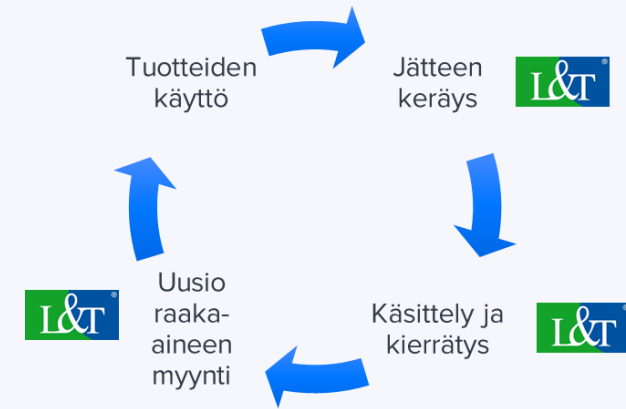 Tuotteiden
käyttö
Jätteen
keräys
L&T®
Käsittely ja
kierrätys
L&T®
Uusio
raaka-
aineen
myynti
L&T®